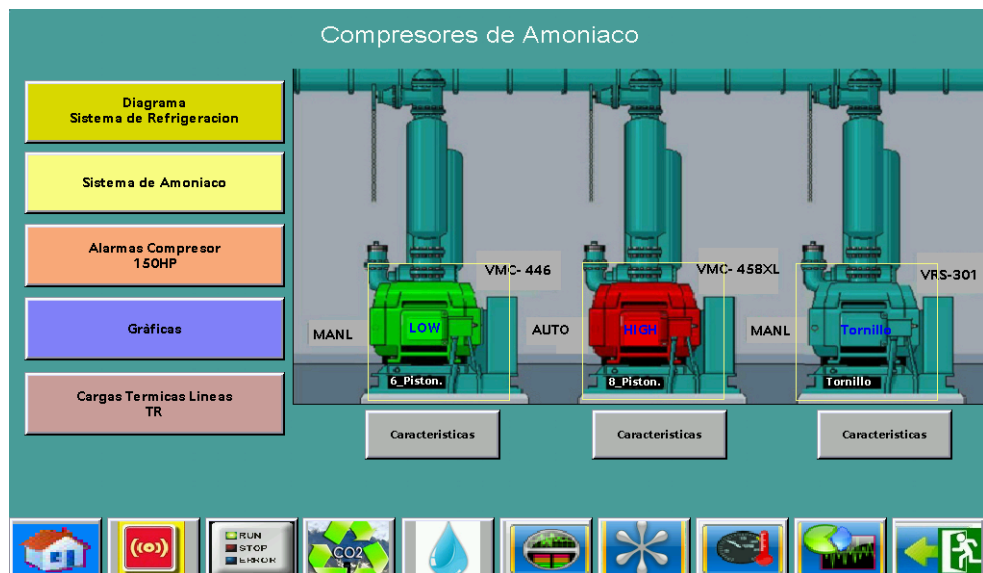 Compresores de Amoniaco
Diagrama
Sistema de Refrigeracion
Sistema de Amoniaco
Alarmas Compresor
150HP
Gráficas
Cargas Termicas Lineas
TR
VMC- 446
VMC- 458XL
VRS-301
MANL
LOW
AUTO
HIGH
MANL
Tornillo
6_Piston.
8_Piston.
Tornillo
Caracteristicas
Caracteristicas
Caracteristicas
RUN
STOP
ERROR
CO2